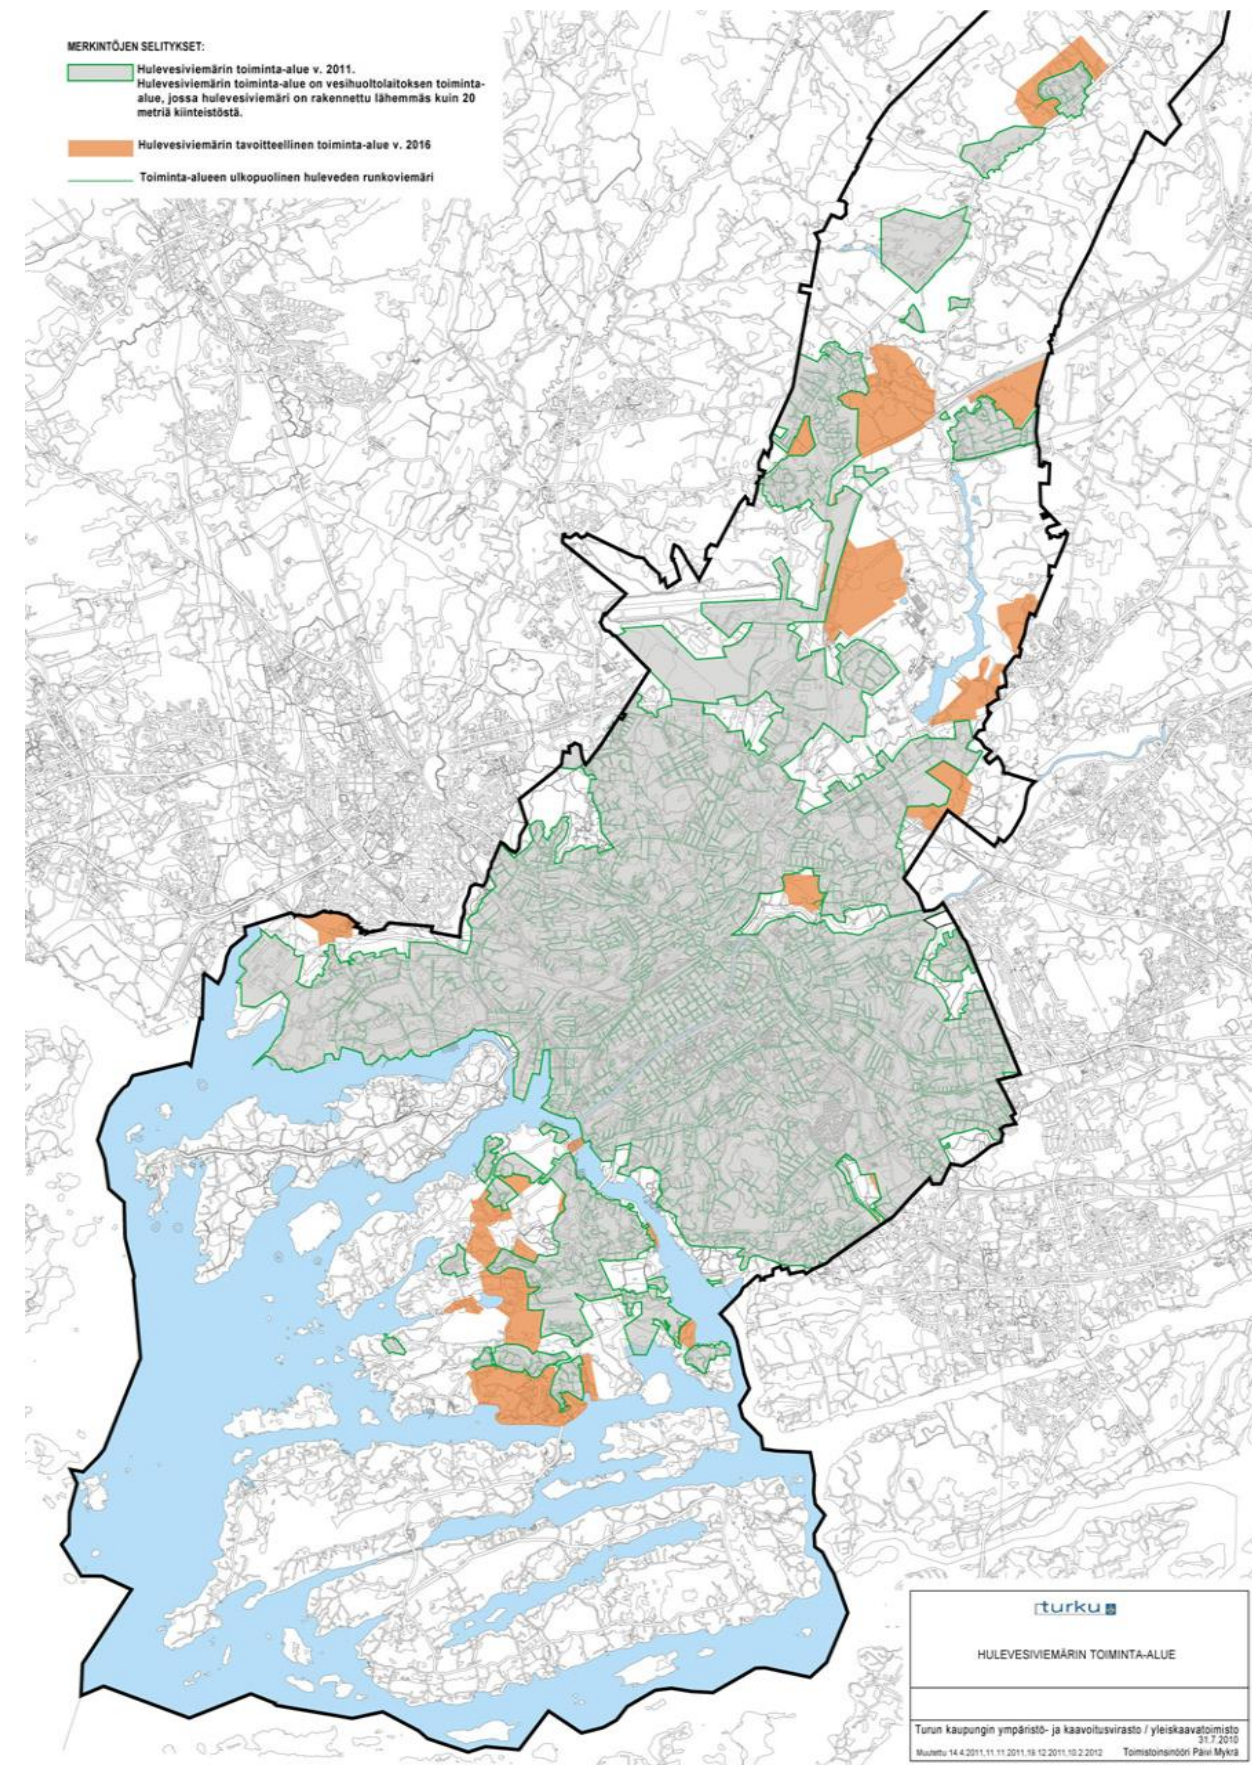 MERKINTÖJEN SELITYKSET:
Hulevesiviemärin toiminta-alue v. 2011.
Hulevesiviemärin toiminta-alue on vesihuoltolaitoksen toiminta-
alue, jossa hulevesiviemäri on rakennettu lähemmäs kuin 20
metriä kiinteistöstä.
Hulevesiviemärin tavoitteellinen toiminta-alue v. 2016
Toiminta-alueen ulkopuolinen huleveden runkoviemäri
turku
HULEVESIVIEMÄRIN TOIMINTA-ALUE
Turun kaupungin ympäristö- ja kaavoitusvirasto / yleiskaavatoimisto
31.7.2010
Muutettu 14.4.2011, 11.11.2011, 19.12.2011, 10.2.2012 Toimistoinsinööri Päivi Mykrä